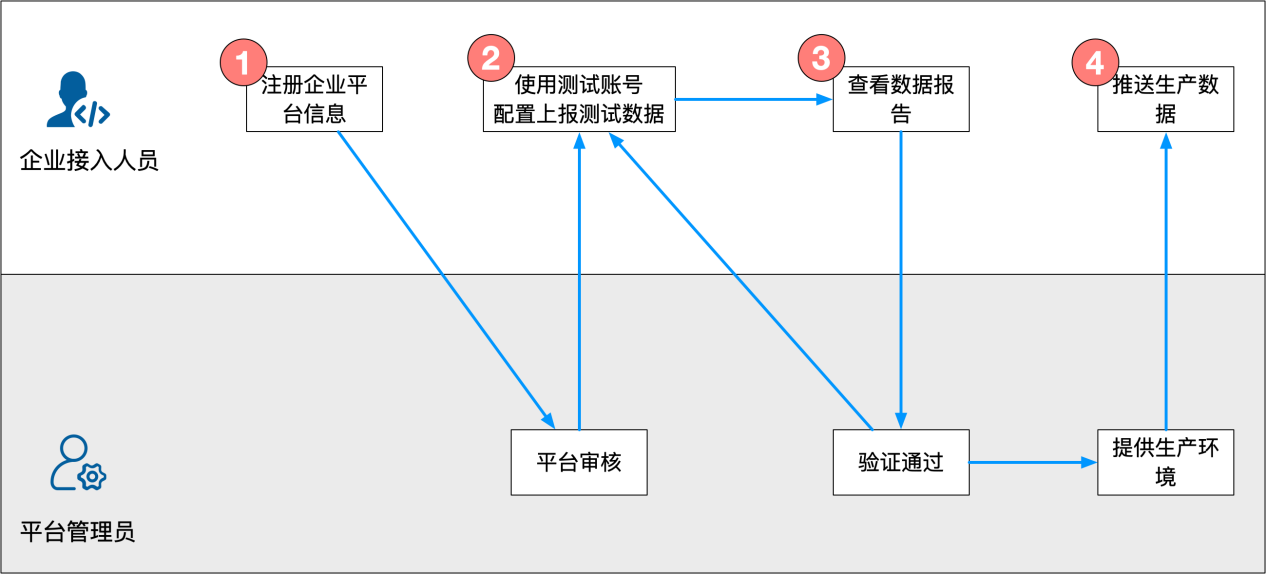 1
注册企业平
台信息
2
使用测试账号
配置上报测试数据
3
查看数据报
告
4
推送生产数
据
企业接入人员
平台审核
验证通过
提供生产环
境
平台管理员